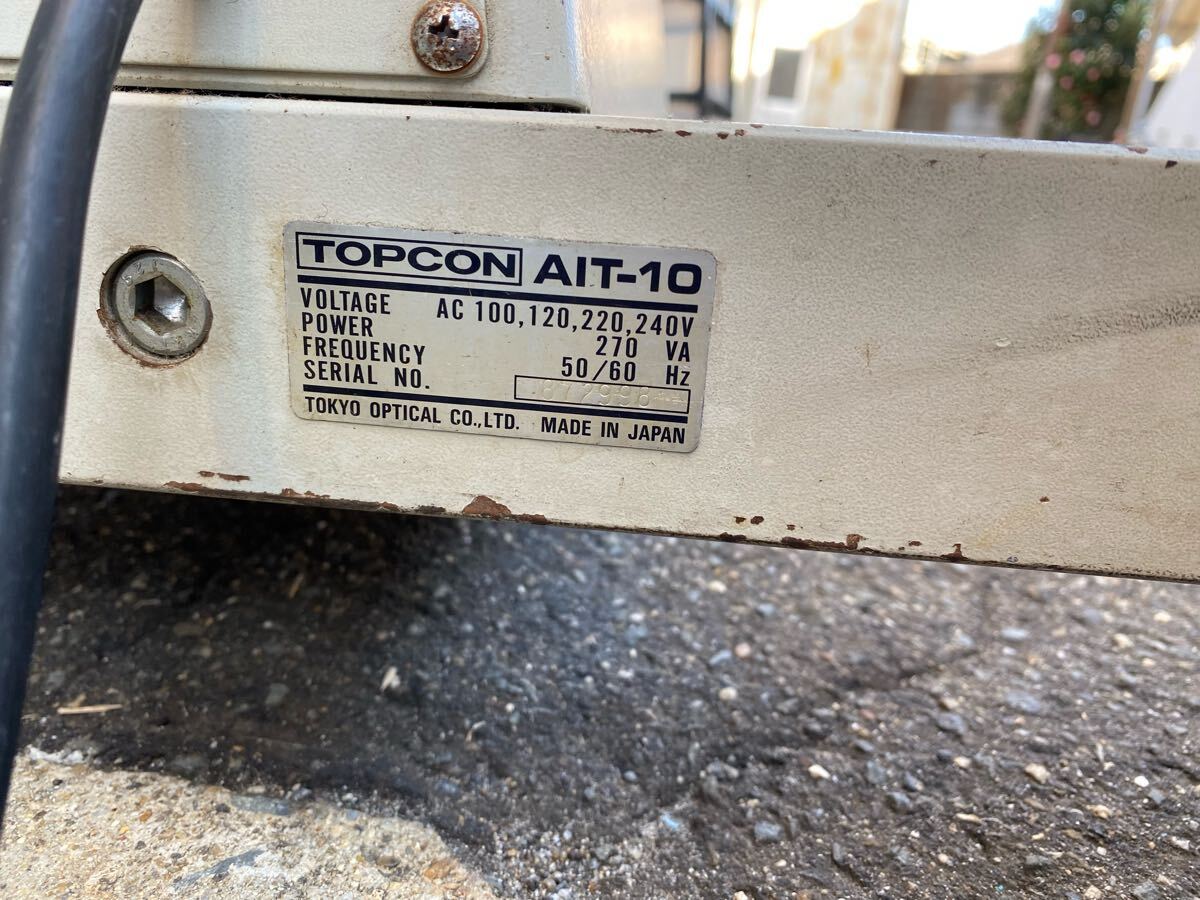 TOPCON AIT-10
VOLTAGE AC 100,120,220,240V
POWER 270 VA
FREQUENCY 50/60 Hz
SERIAL NO. 872996
TOKYO OPTICAL CO.,LTD. MADE IN JAPAN